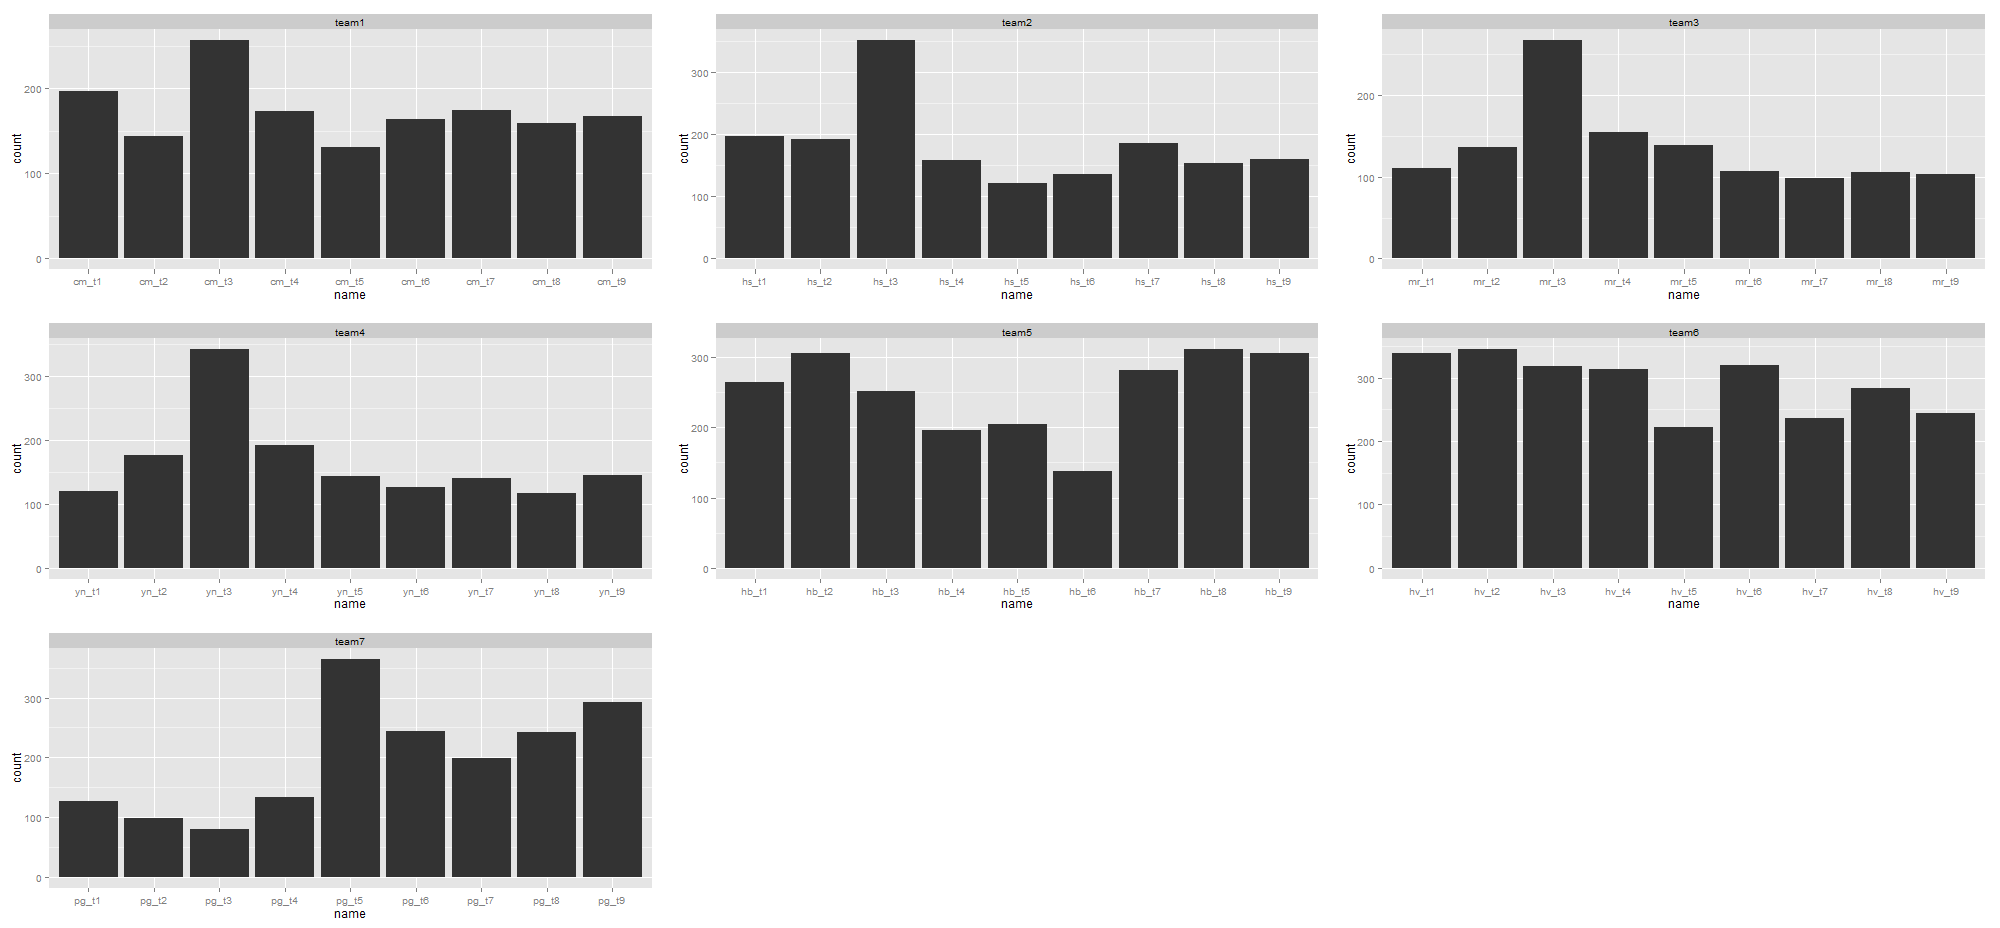 team1
count
200
100
0
cm_t1 cm_t2 cm_t3 cm_t4 cm_t5 cm_t6 cm_t7 cm_t8 cm_t9
name
team2
count
300
200
100
0
hs_t1 hs_t2 hs_t3 hs_t4 hs_t5 hs_t6 hs_t7 hs_t8 hs_t9
name
team3
count
200
100
0
mr_t1 mr_t2 mr_t3 mr_t4 mr_t5 mr_t6 mr_t7 mr_t8 mr_t9
name
team4
count
300
200
100
0
yn_t1 yn_t2 yn_t3 yn_t4 yn_t5 yn_t6 yn_t7 yn_t8 yn_t9
name
team5
count
300
200
100
0
hb_t1 hb_t2 hb_t3 hb_t4 hb_t5 hb_t6 hb_t7 hb_t8 hb_t9
name
team6
count
300
200
100
0
hv_t1 hv_t2 hv_t3 hv_t4 hv_t5 hv_t6 hv_t7 hv_t8 hv_t9
name
team7
count
300
200
100
0
pg_t1 pg_t2 pg_t3 pg_t4 pg_t5 pg_t6 pg_t7 pg_t8 pg_t9
name